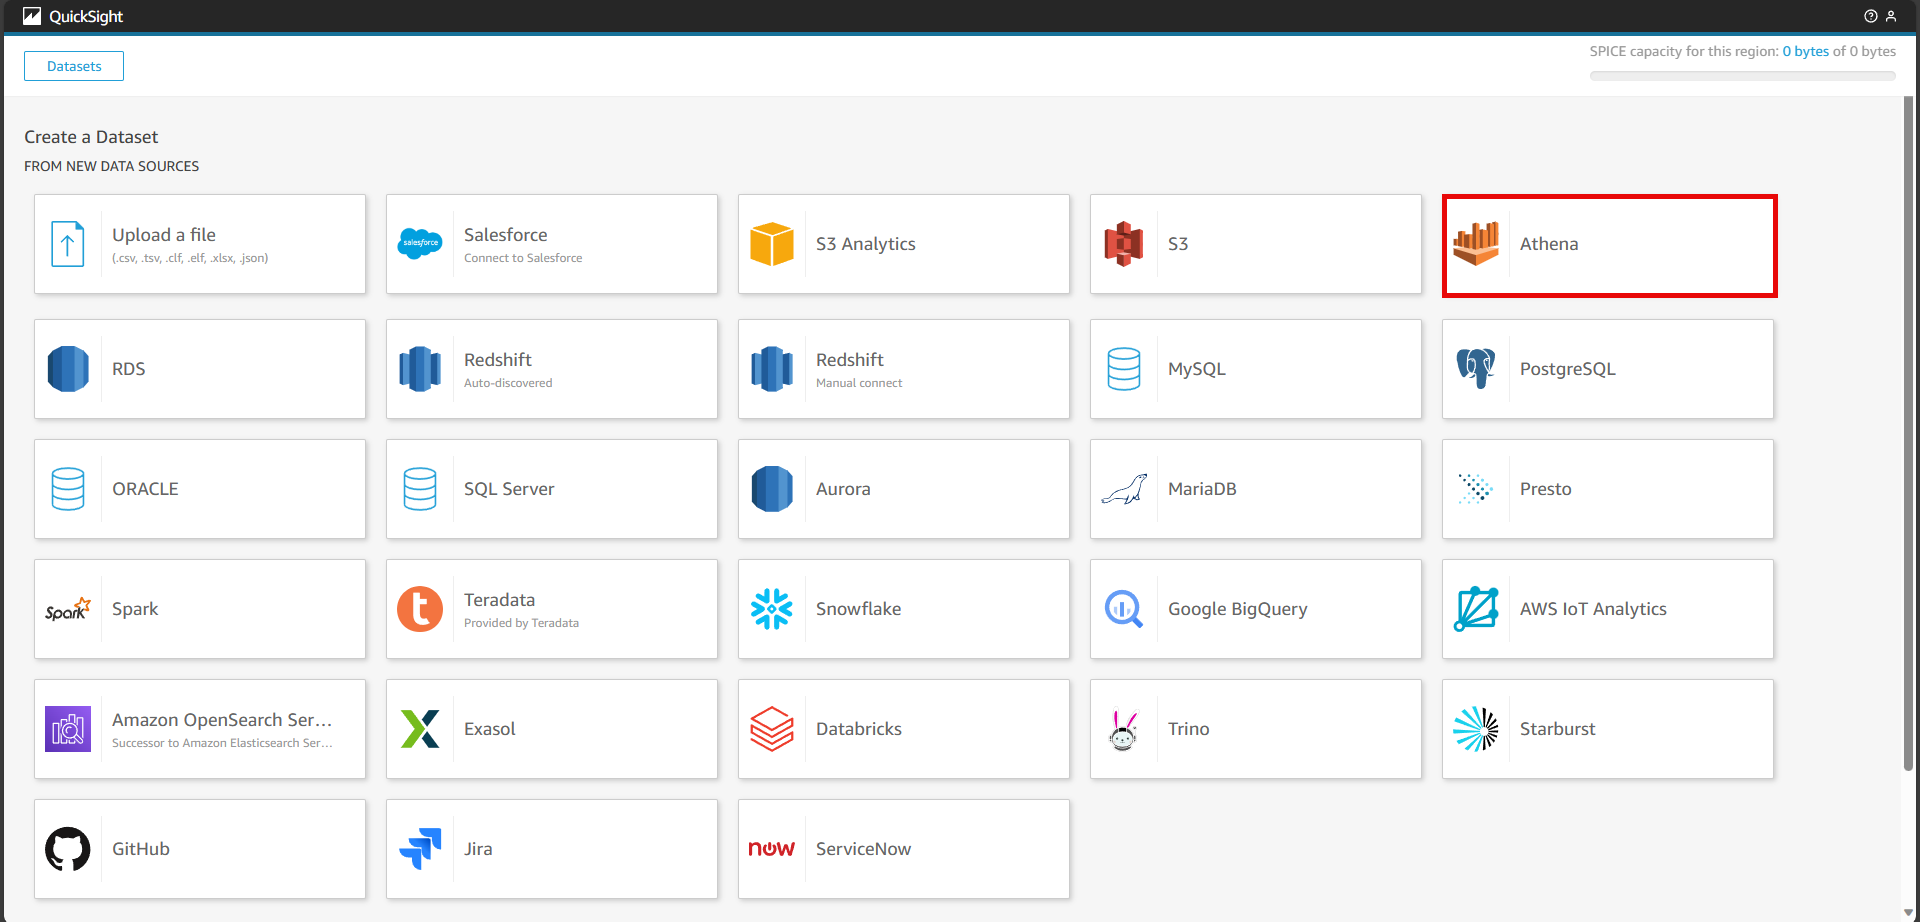 QuickSight
Datasets
SPICE capacity for this region: 0 bytes of 0 bytes
Create a Dataset
FROM NEW DATA SOURCES
Upload a file
(.csv, .tsv, .clf, .elf, .xlsx, .json)
salesforce
Salesforce
Connect to Salesforce
S3 Analytics
S3
Athena
RDS
Redshift
Auto-discovered
Redshift
Manual connect
MySQL
PostgreSQL
ORACLE
SQL Server
Aurora
MariaDB
Presto
Spark
Spark
t
Teradata
Provided by Teradata
Snowflake
Google BigQuery
AWS IoT Analytics
Amazon OpenSearch Ser...
Successor to Amazon Elasticsearch Ser...
Exasol
Databricks
Trino
Starburst
GitHub
Jira
now
ServiceNow